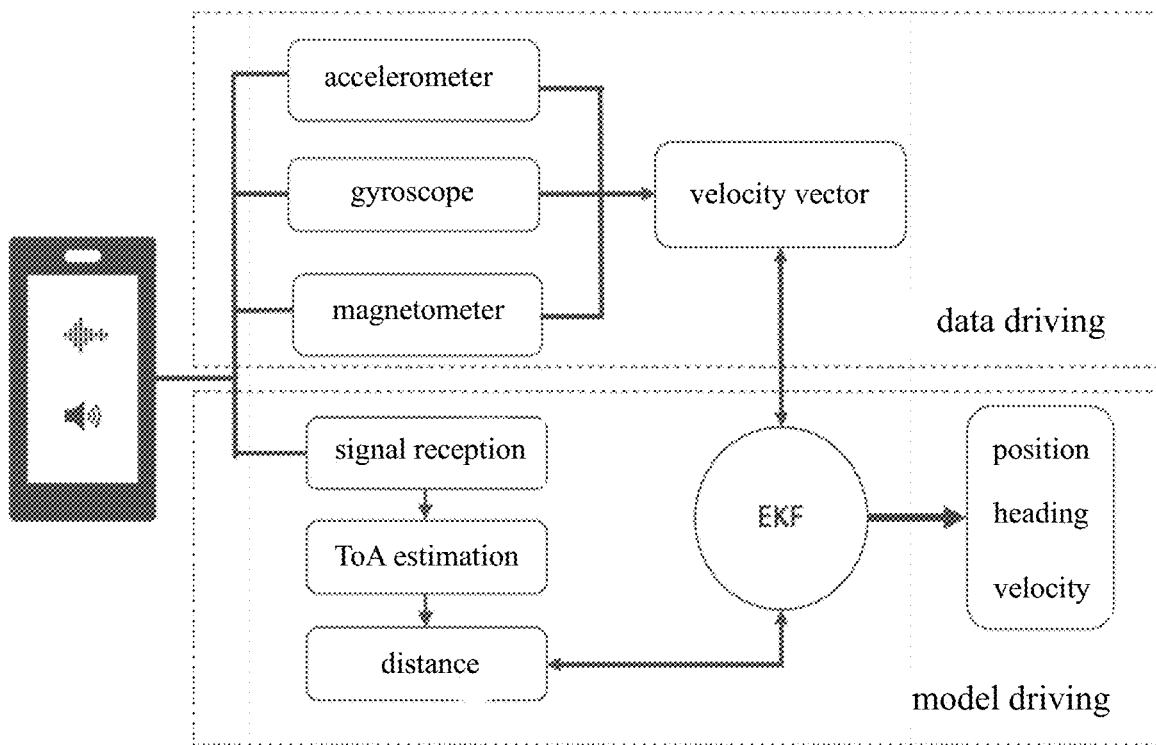 accelerometer
gyroscope
velocity vector
magnetometer
data driving
signal reception
position
EKF
heading
ToA estimation
velocity
distance
model driving